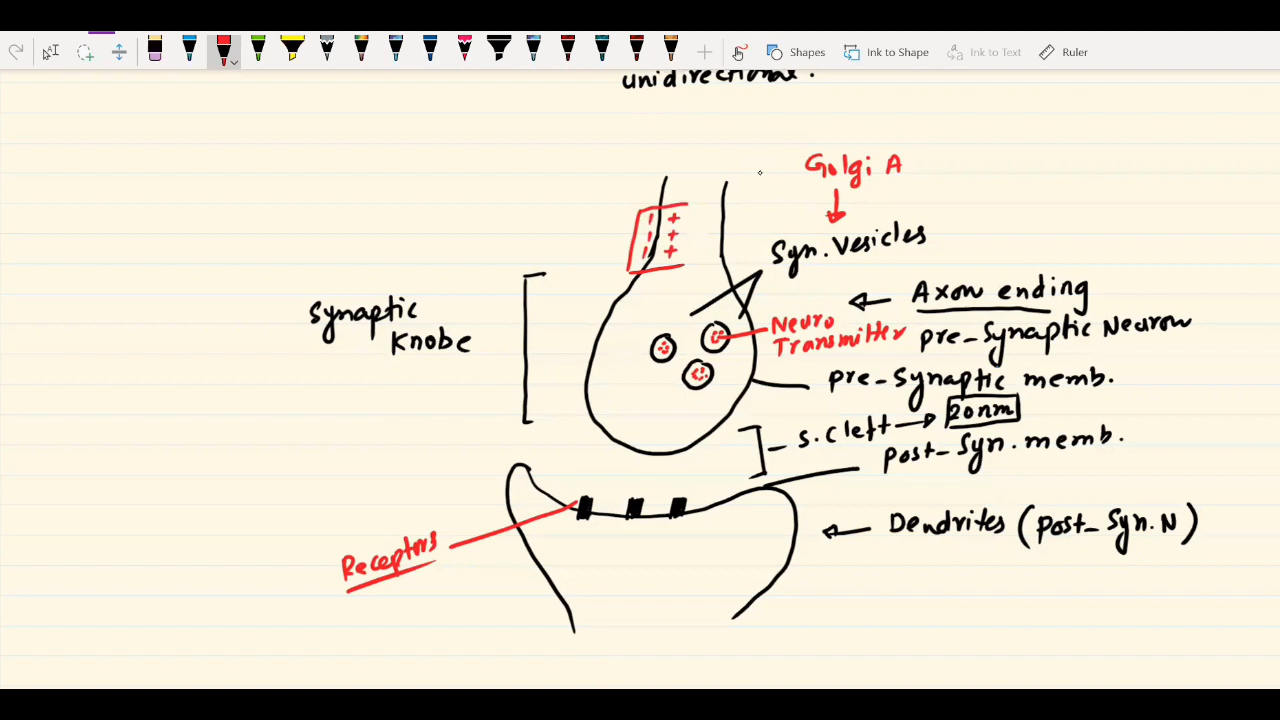 Shapes
Ink to Shape
Ink to Text
Ruler
unidirectional.
Golgi A
Syn. Vesicles
- +
- +
- +
Synaptic
Knobe
Axon ending
Neuro
Transmitter
pre-Synaptic Neuron
pre-Synaptic memb.
S.Cleft → 20nm
post-Syn.memb.
Dendrites (post-Syn.N)
Receptors